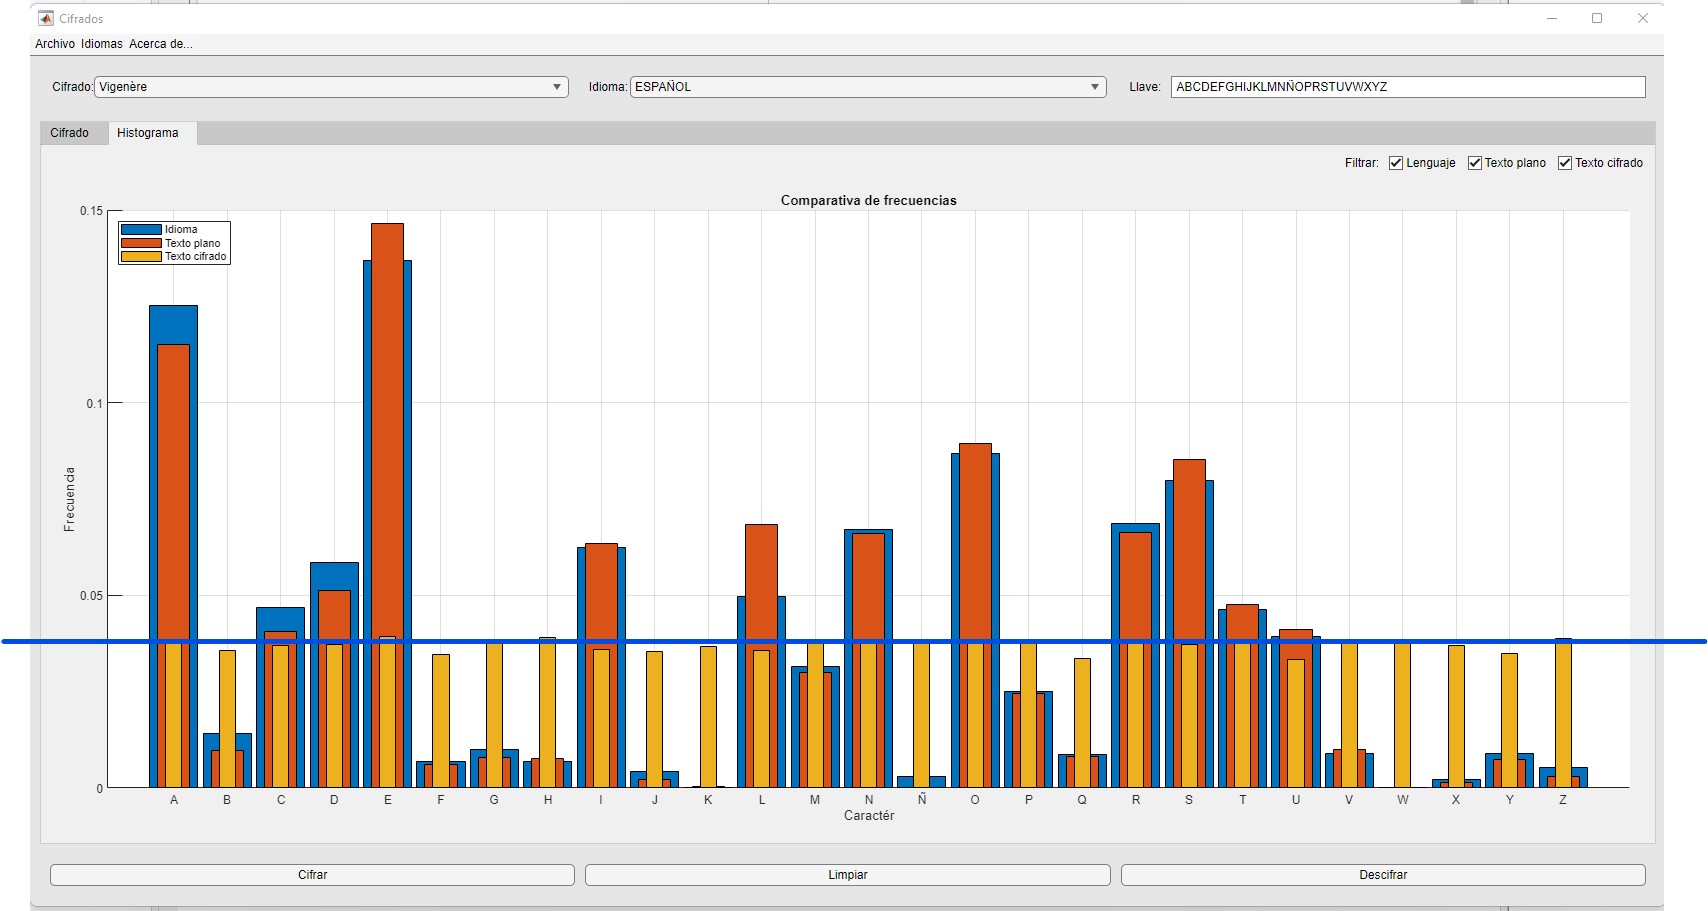 Cifrados
Archivo Idiomas Acerca de...
Cifrado: Vigenère Idioma: ESPAÑOL Llave: ABCDEFGHIJKLMNÑOPRSTUVWXYZ
Cifrado Histograma
Filtrar: Lenguaje Texto plano Texto cifrado
Comparativa de frecuencias
0.15
Idioma
Texto plano
Texto cifrado
0.1
Frecuencia
0.05
0
A B C D E F G H I J K L M N Ñ O P Q R S T U V W X Y Z
Caractér
Cifrar Limpiar Descifrar